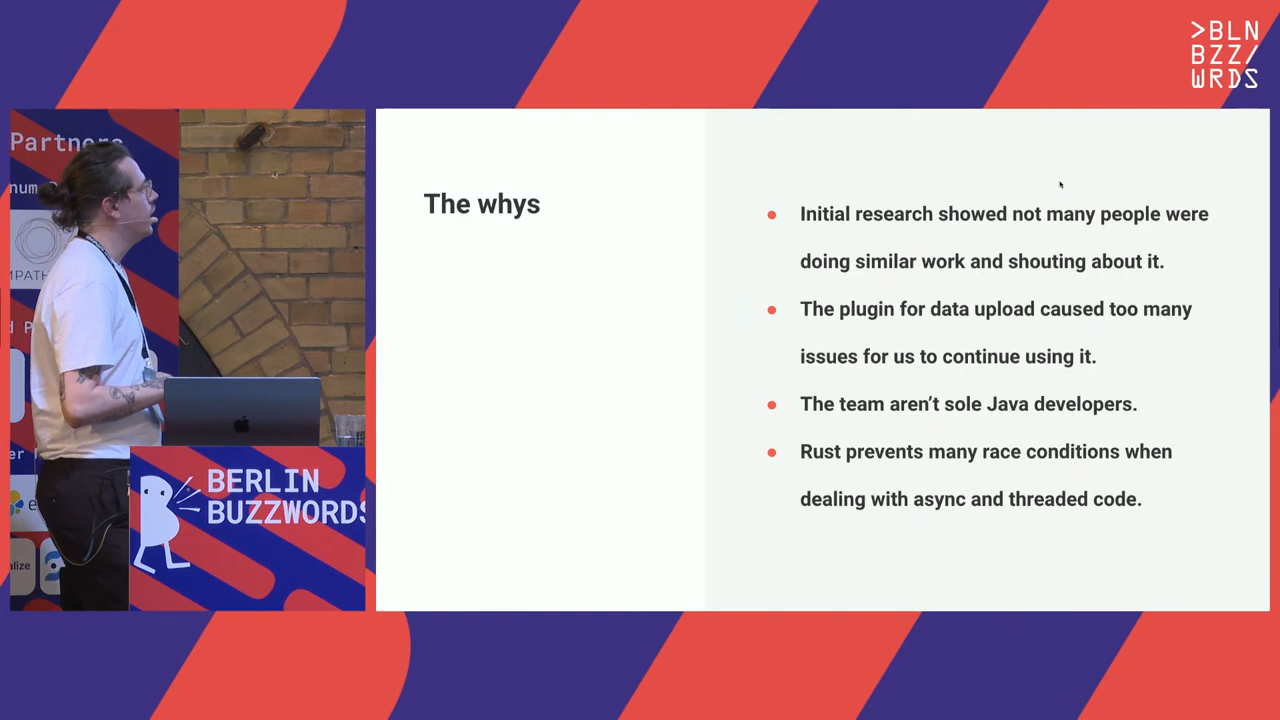 >BLN
BZZ/
WRDS
Partners
The whys
Initial research showed not many people were
doing similar work and shouting about it.
The plugin for data upload caused too many
issues for us to continue using it.
The team aren’t sole Java developers.
Rust prevents many race conditions when
dealing with async and threaded code.
BERLIN
BUZZWORDS